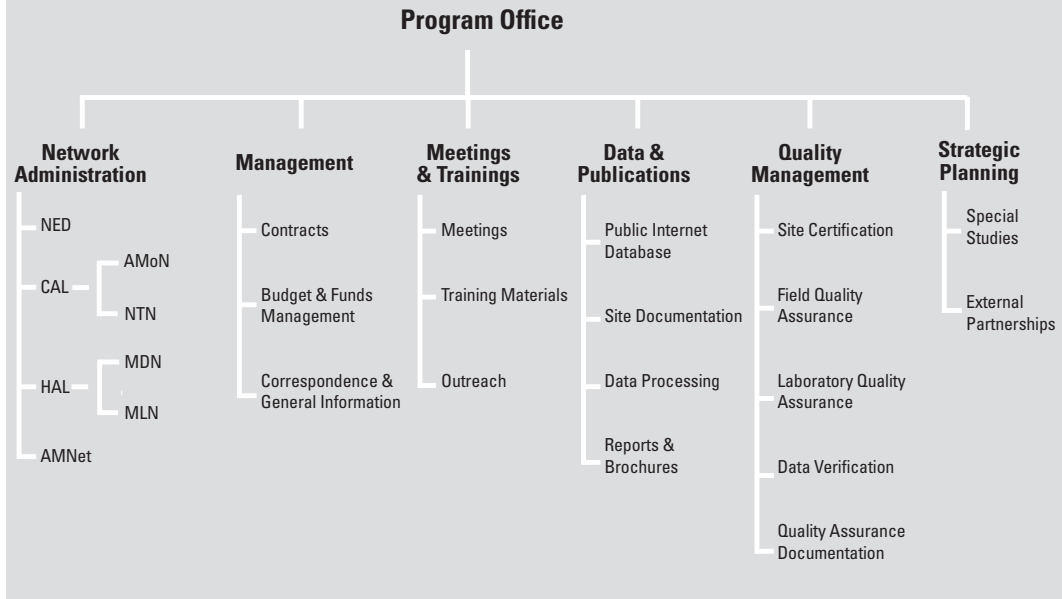 Program Office
Network
Administration
NED
CAL
AMoN
NTN
HAL
MDN
MLN
AMNet
Management
Contracts
Budget & Funds
Management
Correspondence &
General Information
Meetings
& Trainings
Meetings
Training Materials
Outreach
Data &
Publications
Public Internet
Database
Site Documentation
Data Processing
Reports &
Brochures
Quality
Management
Site Certification
Field Quality
Assurance
Laboratory Quality
Assurance
Data Verification
Quality Assurance
Documentation
Strategic
Planning
Special
Studies
External
Partnerships